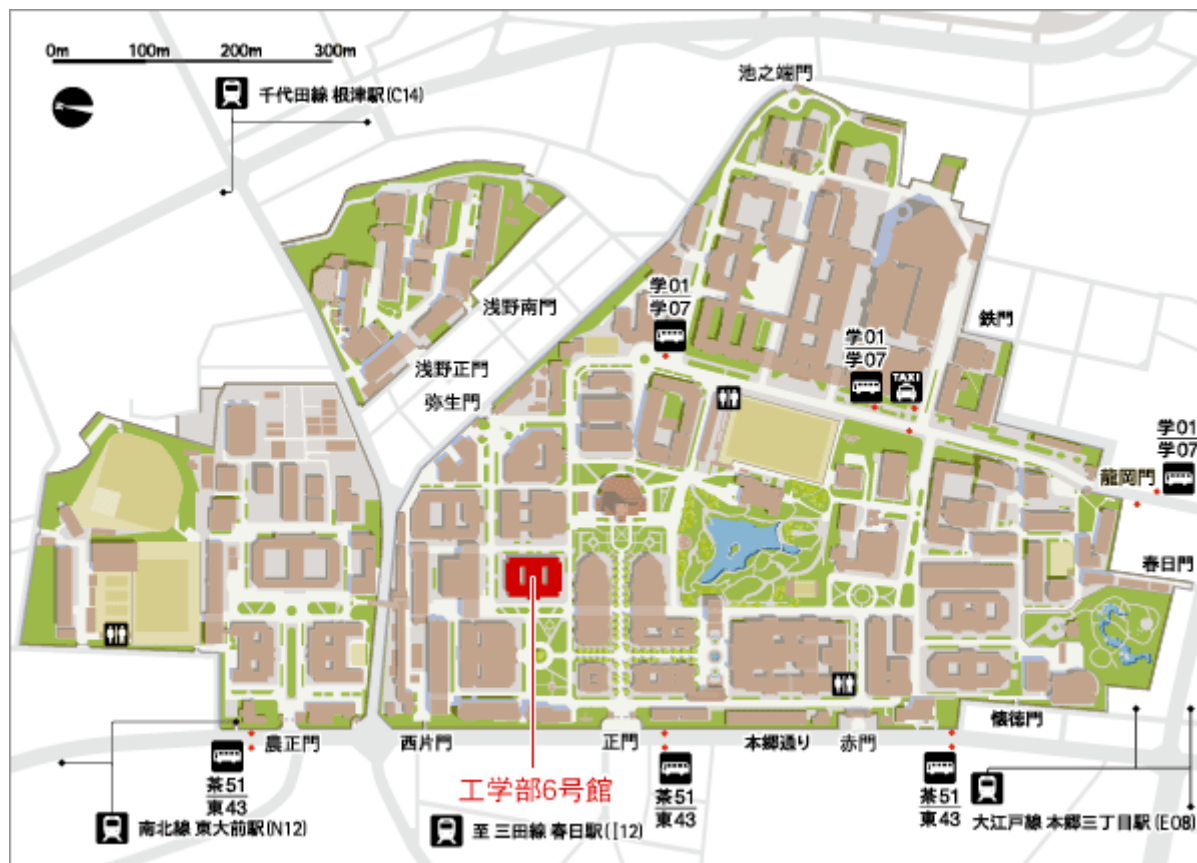 0m 100m 200m 300m
千代田線 根津駅(C14)
池之端門
浅野南門
学01
学07
鉄門
学01
学07
TAXI
浅野正門
弥生門
学01
学07
龍岡門
春日門
懐徳門
農正門
西片門
正門
本郷通り
赤門
茶51
東43
工学部6号館
茶51
東43
茶51
東43
南北線 東大前駅(N12)
至 三田線 春日駅(I12)
大江戸線 本郷三丁目駅(E08)